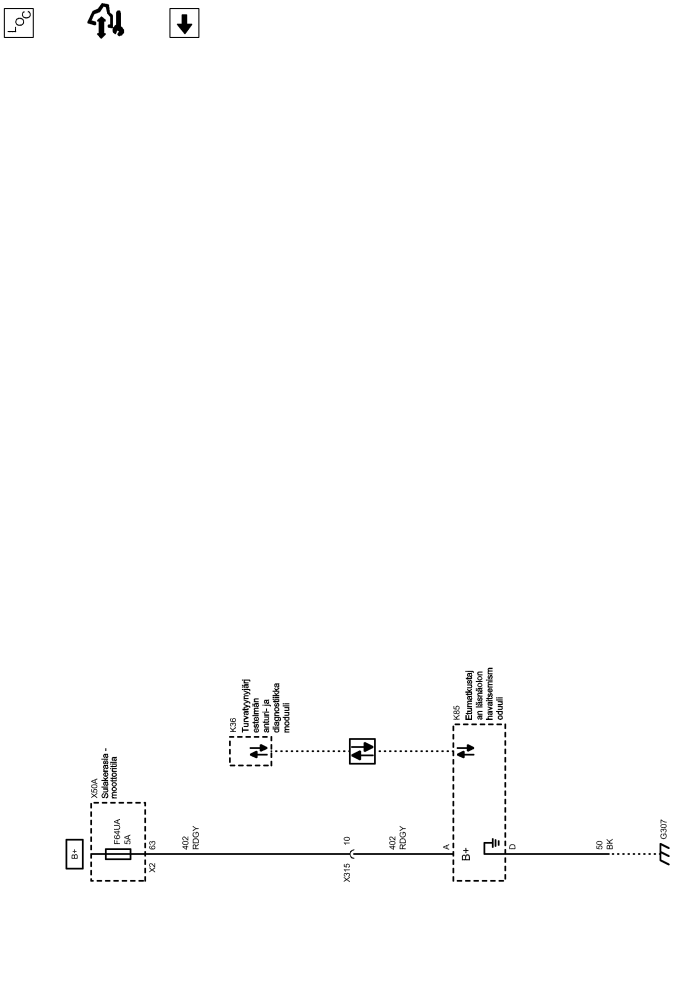 LOC
B+
X50A
Sulakerasia -
moottoritila
F64UA
5A
X2
63
402
RDGY
K36
Turvatyynyjärj
estelmän
anturi- ja
diagnostiikka
moduuli
X315
10
402
RDGY
K85
Etumatkustaj
an läsnäolon
havaitsemism
oduuli
A
B+
D
50
BK
G307